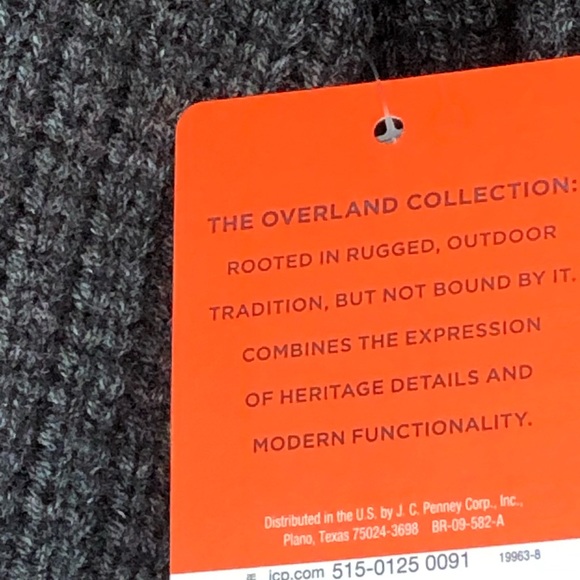 THE OVERLAND COLLECTION:
ROOTED IN RUGGED, OUTDOOR
TRADITION, BUT NOT BOUND BY IT.
COMBINES THE EXPRESSION
OF HERITAGE DETAILS AND
MODERN FUNCTIONALITY.
Distributed in the U.S. by J. C. Penney Corp., Inc.,
Plano, Texas 75024-3698 BR-09-582-A
jcp.com 515-0125 0091 19963-8